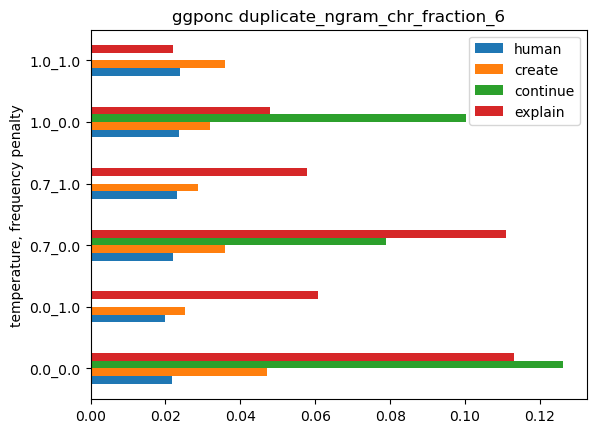 ggponc duplicate_ngram_chr_fraction_6
human
create
continue
explain
temperature, frequency penalty
1.0_1.0
1.0_0.0
0.7_1.0
0.7_0.0
0.0_1.0
0.0_0.0
0.00 0.02 0.04 0.06 0.08 0.10 0.12